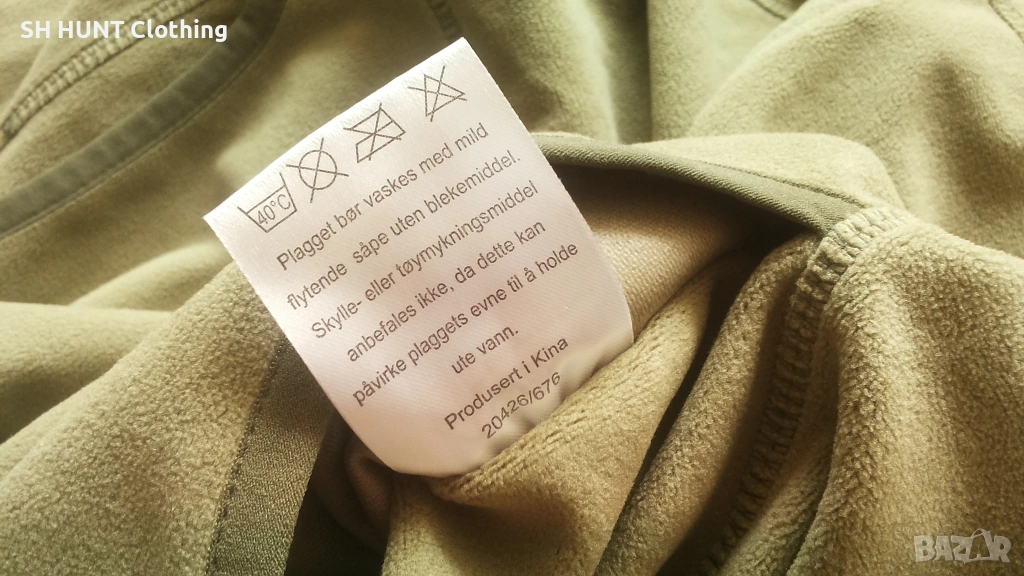 SH HUNT Clothing
40°C
Plagget bør vaskes med mild
flytende såpe uten blekemiddel.
Skylle- eller tøymykningsmiddel
anbefales ikke, da dette kan
påvirke plaggets evne til å holde
ute vann.
Produsert i Kina
20426/676
BAZAR